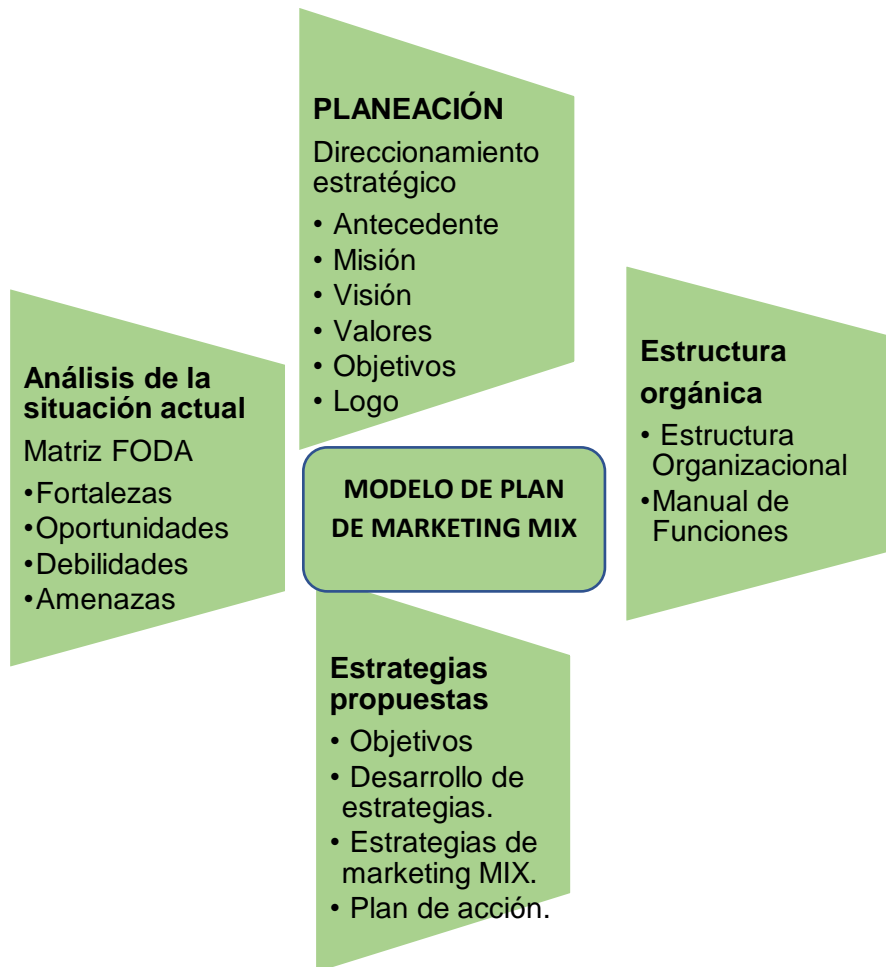 PLANEACIÓN
Direccionamiento
estratégico
• Antecedente
• Misión
• Visión
• Valores
• Objetivos
• Logo
Análisis de la
situación actual
Matriz FODA
•Fortalezas
•Oportunidades
•Debilidades
•Amenazas
MODELO DE PLAN
DE MARKETING MIX
Estructura
orgánica
• Estructura
Organizacional
•Manual de
Funciones
Estrategias
propuestas
• Objetivos
• Desarrollo de
estrategias.
• Estrategias de
marketing MIX.
• Plan de acción.